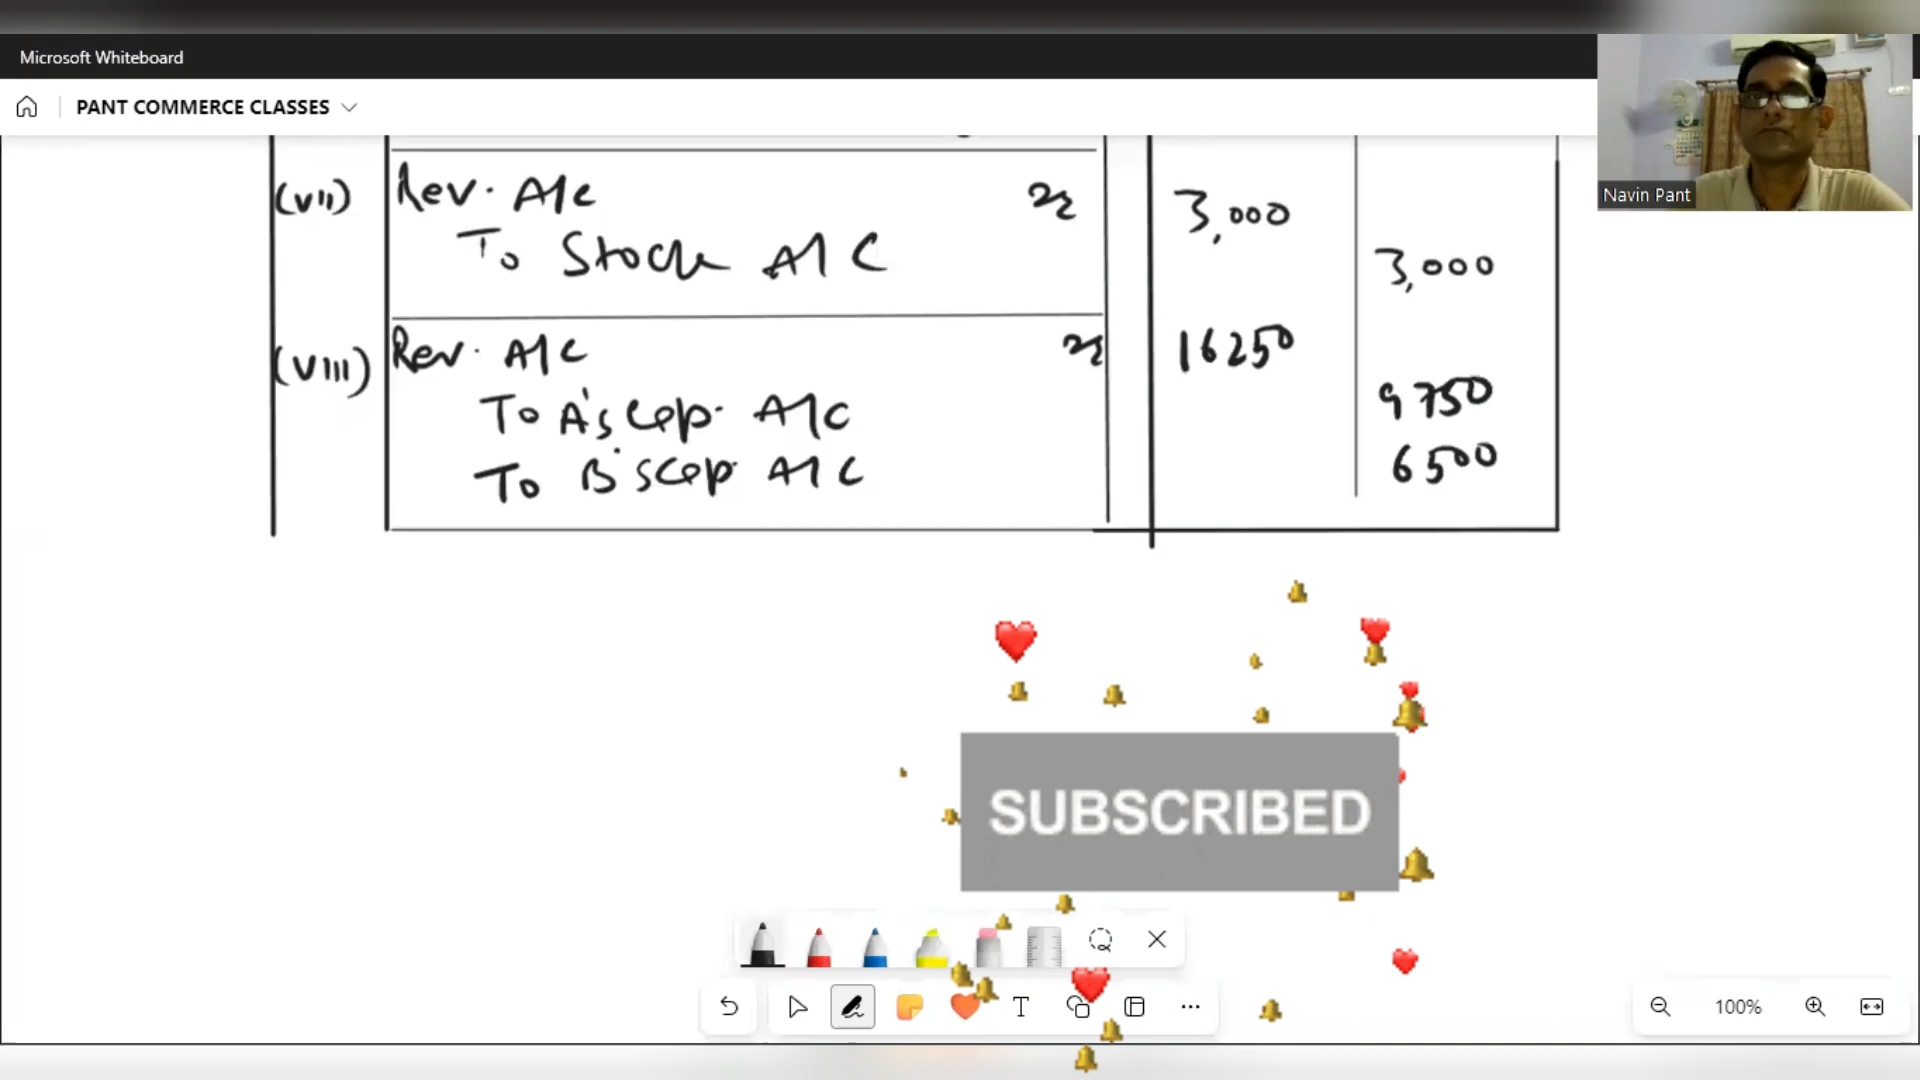 Microsoft Whiteboard
PANT COMMERCE CLASSES
Navin Pant
(VII) Rev. A/C Dr 3,000
To Stock A/C 3,000
(VIII) Rev. A/C Dr 16250
To A's Cap. A/C 9750
To B's Cap. A/C 6500
SUBSCRIBED
T
100%